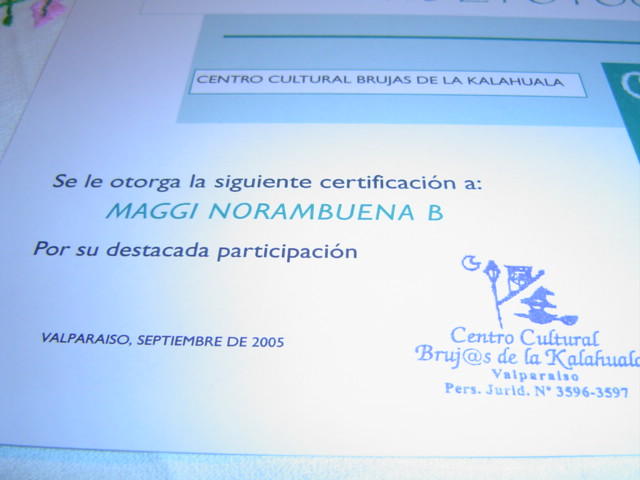 CENTRO CULTURAL BRUJAS DE LA KALAHUALA
Se le otorga la siguiente certificación a:
MAGGI NORAMBUENA B
Por su destacada participación
VALPARAISO, SEPTIEMBRE DE 2005
Centro Cultural
Bruj@s de la Kalahuala
Valparaiso
Pers. Jurid. N° 3596-3597